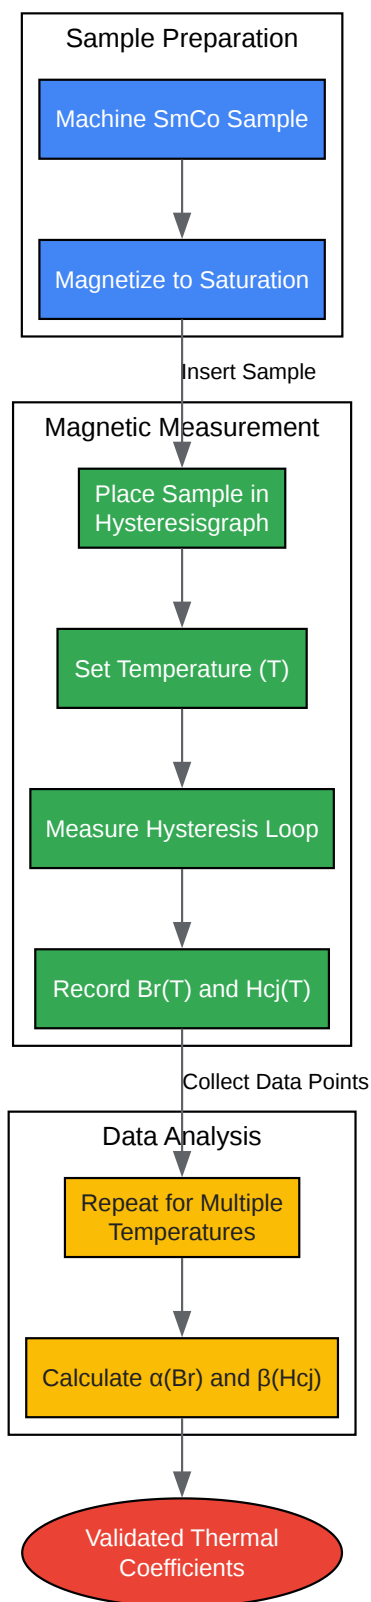 Sample Preparation
Machine SmCo Sample
Magnetize to Saturation
Insert Sample
Magnetic Measurement
Place Sample in
Hysteresisgraph
Set Temperature (T)
Measure Hysteresis Loop
Record Br(T) and Hcj(T)
Collect Data Points
Data Analysis
Repeat for Multiple
Temperatures
Calculate α(Br) and β(Hcj)
Validated Thermal
Coefficients